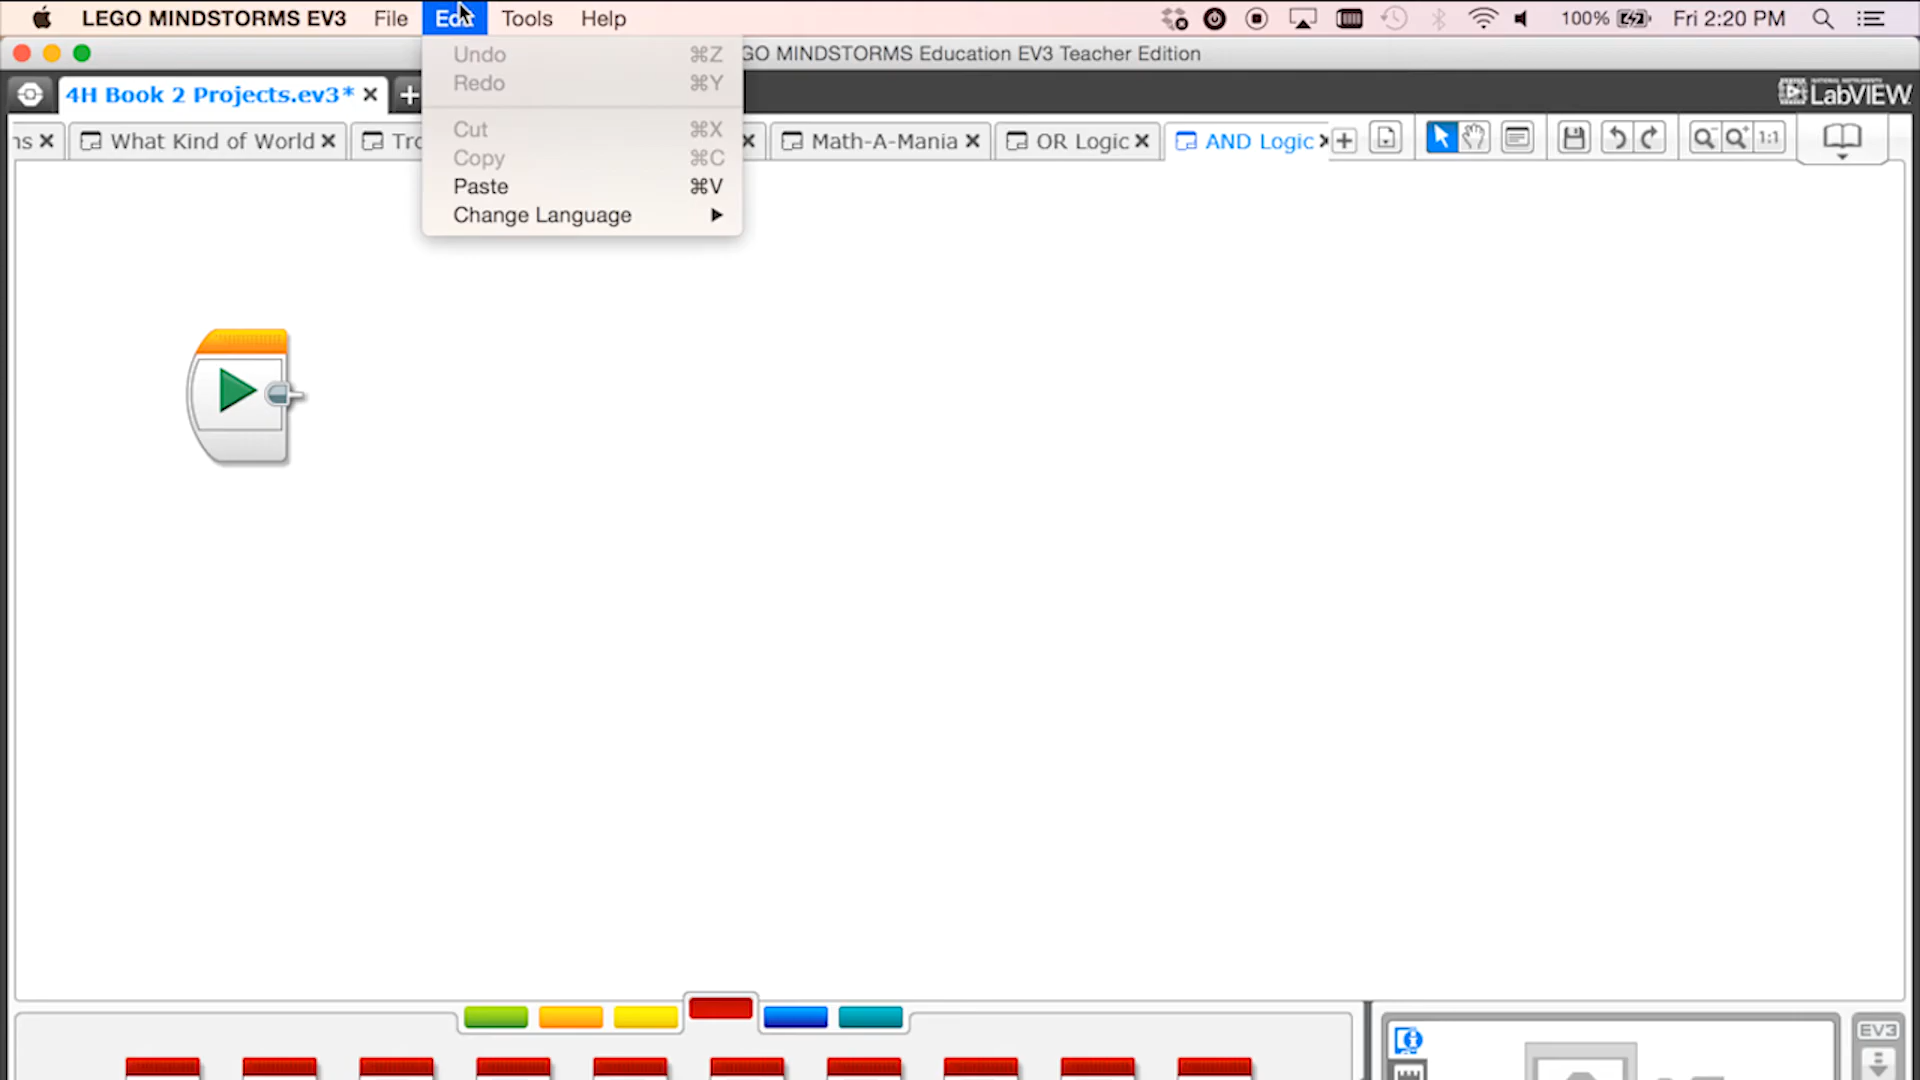 LEGO MINDSTORMS EV3 File Edit Tools Help 100% Fri 2:20 PM
GO MINDSTORMS Education EV3 Teacher Edition
4H Book 2 Projects.ev3* LabVIEW
ns What Kind of World Tro Math-A-Mania OR Logic AND Logic 1:1
Undo ⌘Z
Redo ⌘Y
Cut ⌘X
Copy ⌘C
Paste ⌘V
Change Language
EV3